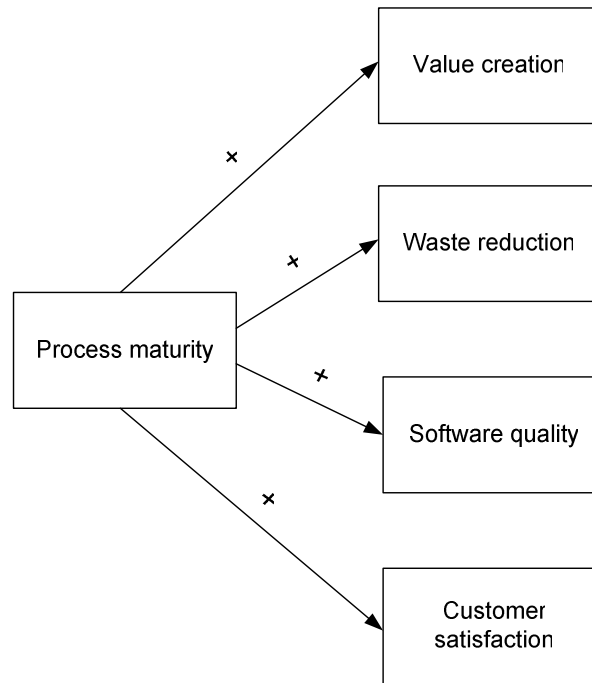 Value creation
+
Waste reduction
+
Process maturity
+
Software quality
+
Customer
satisfaction